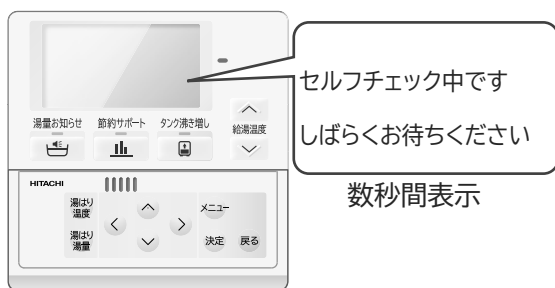 セルフチェック中です
しばらくお待ちください
数秒間表示
湯量お知らせ 節約サポート タンク沸き増し
給湯温度
HITACHI
湯はり
温度
メニュー
湯はり
湯量
決定 戻る